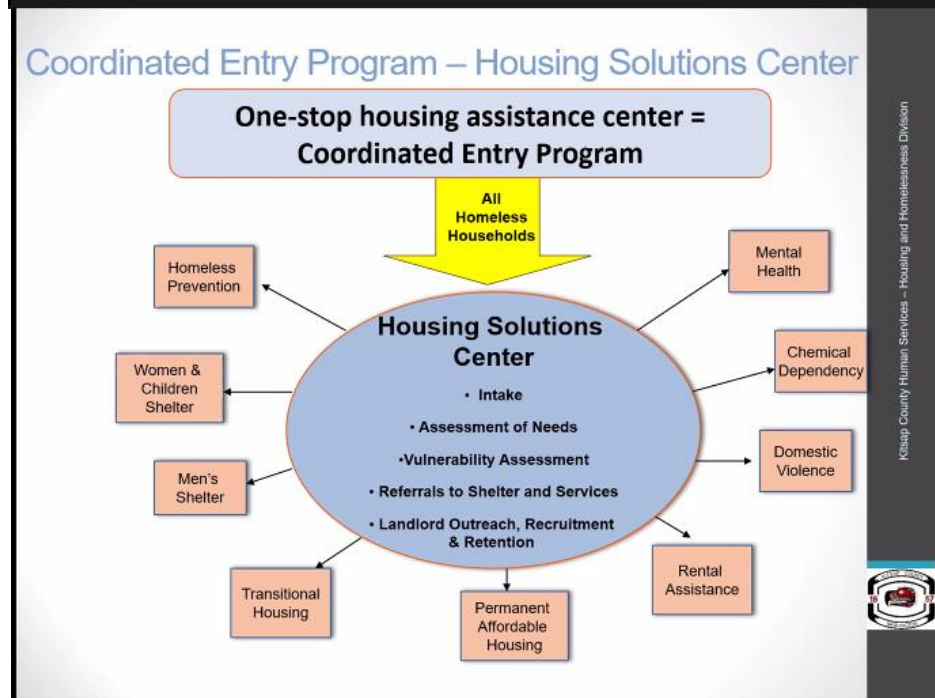 Coordinated Entry Program – Housing Solutions Center
One-stop housing assistance center =
Coordinated Entry Program
All
Homeless
Households
Homeless
Prevention
Women &
Children
Shelter
Men's
Shelter
Transitional
Housing
Permanent
Affordable
Housing
Rental
Assistance
Domestic
Violence
Chemical
Dependency
Mental
Health
Housing Solutions
Center
• Intake
• Assessment of Needs
•Vulnerability Assessment
• Referrals to Shelter and Services
• Landlord Outreach, Recruitment
& Retention
Kitsap County Human Services – Housing and Homelessness Division
18 57